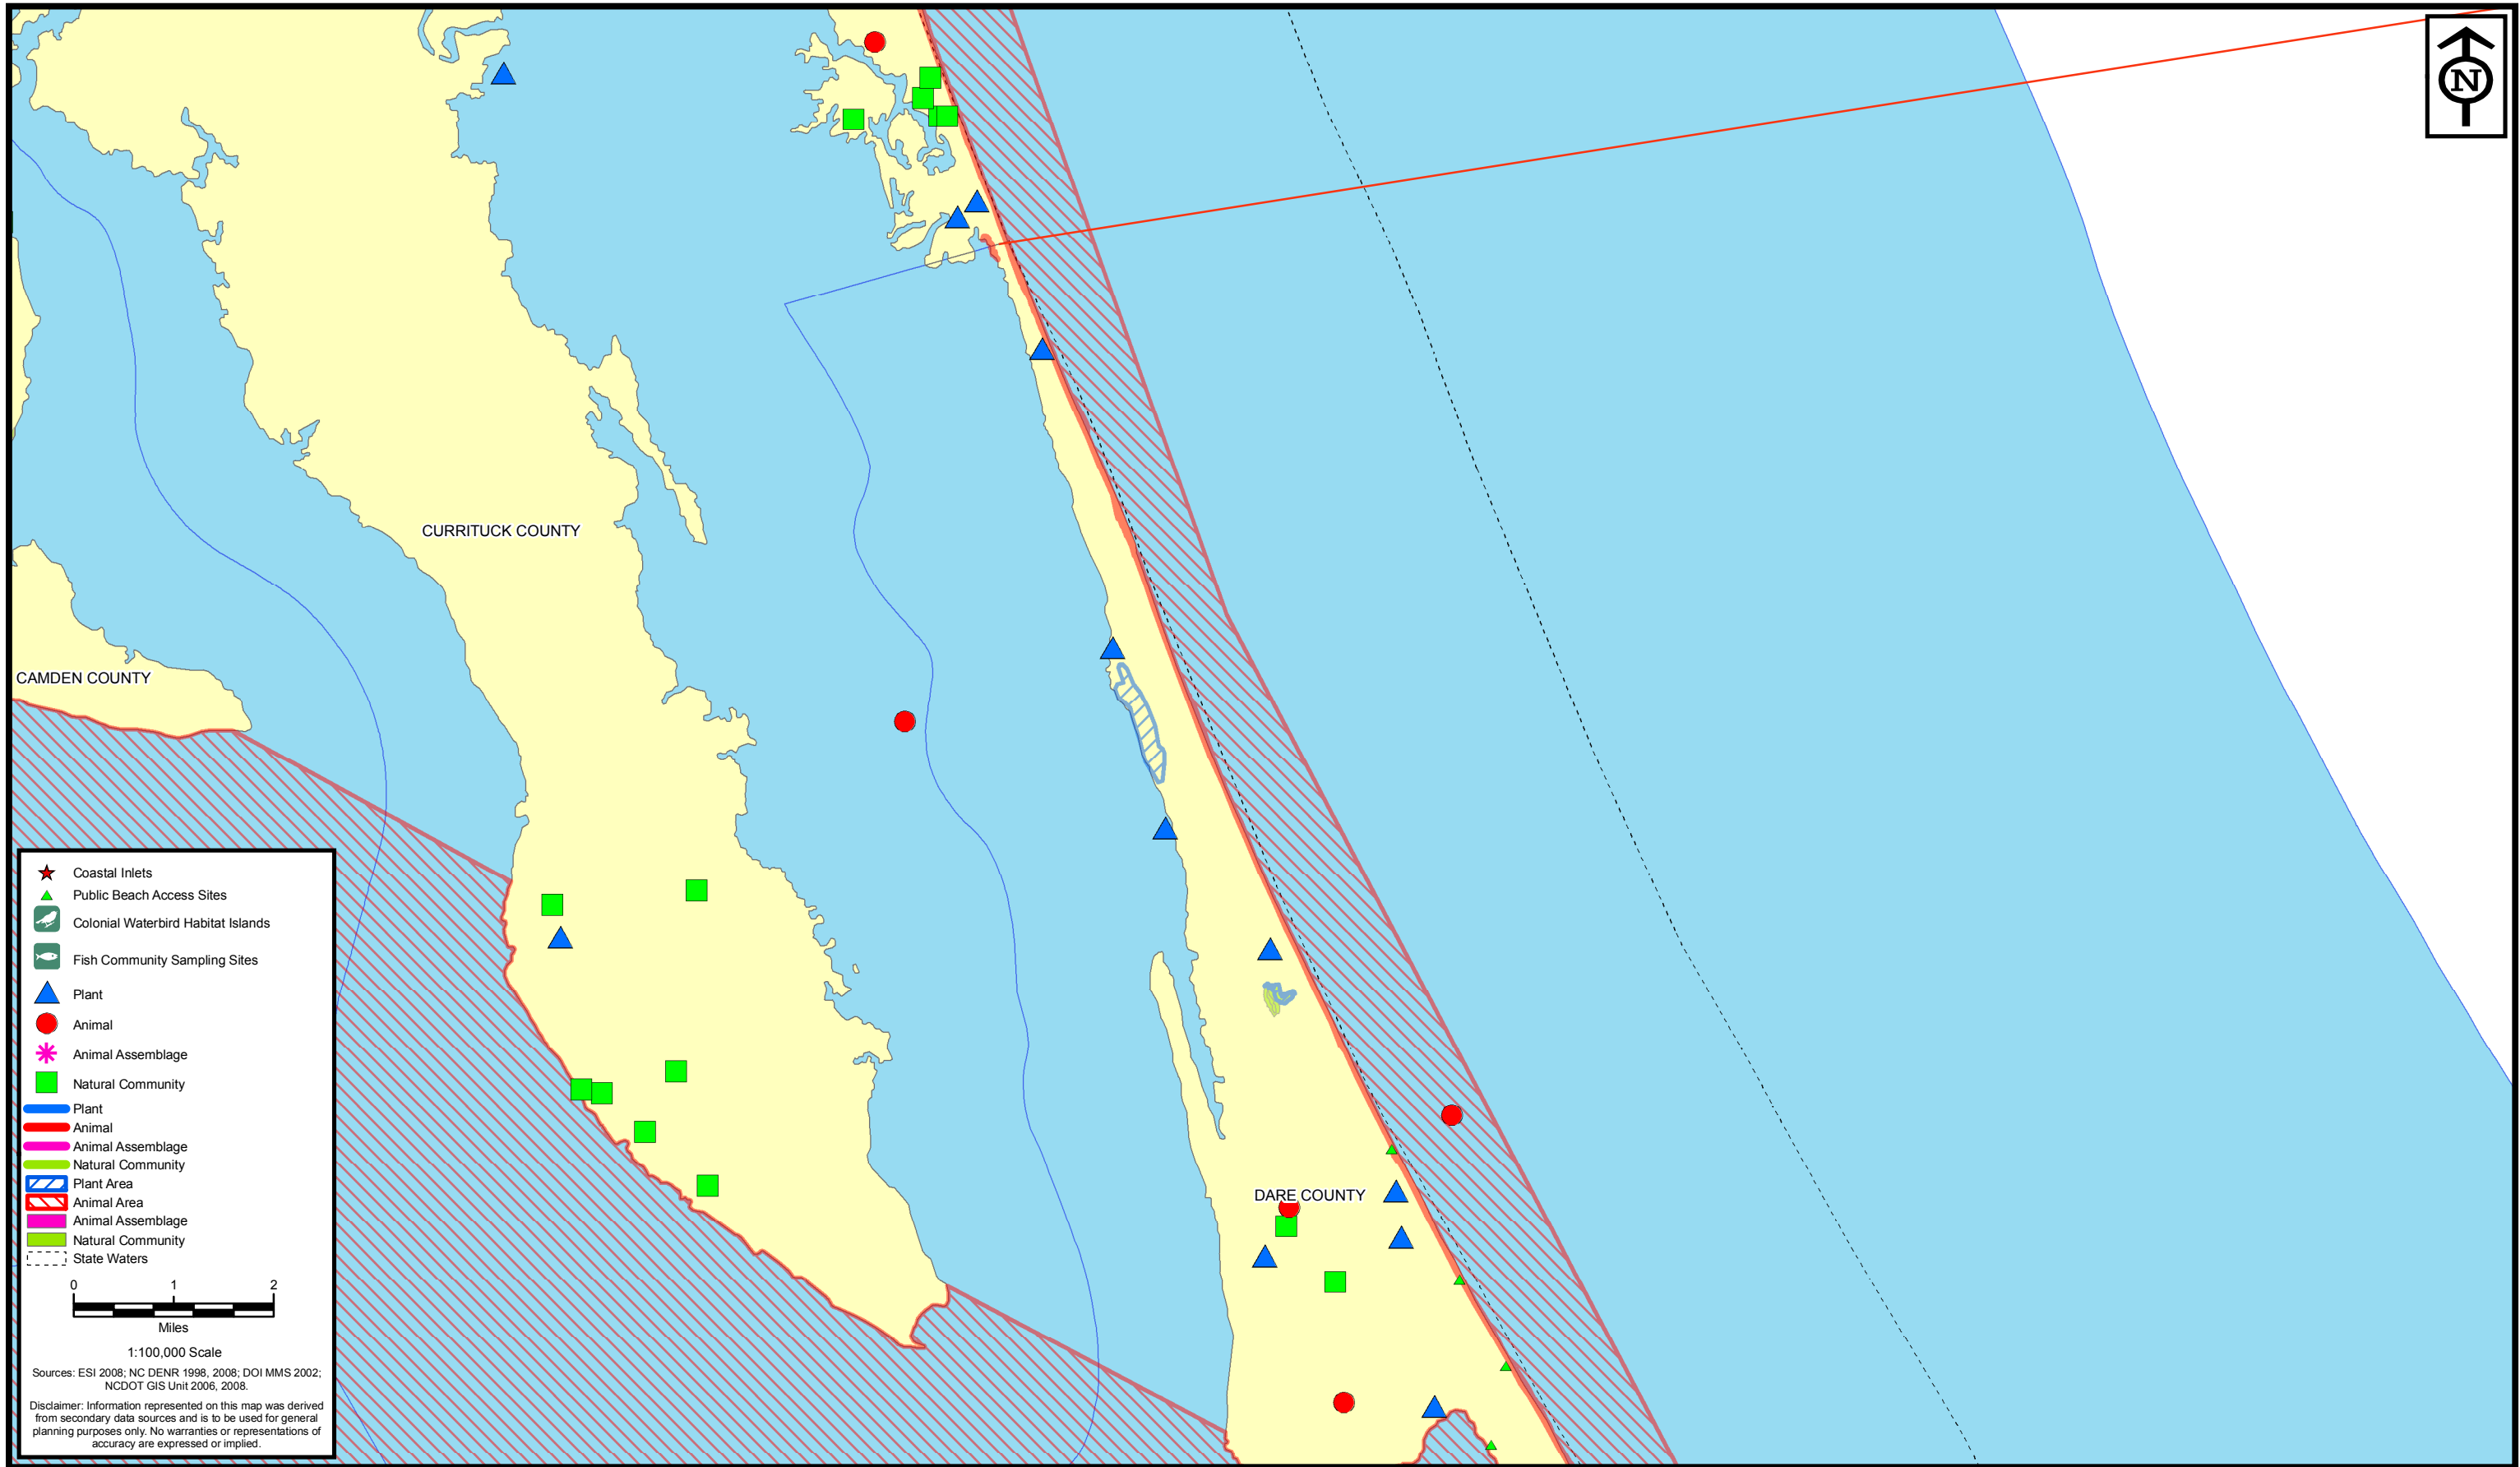 N
CURRITUCK COUNTY
CAMDEN COUNTY
DARE COUNTY
Coastal Inlets
Public Beach Access Sites
Colonial Waterbird Habitat Islands
Fish Community Sampling Sites
Plant
Animal
Animal Assemblage
Natural Community
Plant
Animal
Animal Assemblage
Natural Community
Plant Area
Animal Area
Animal Assemblage
Natural Community
State Waters
0 1 2
Miles
1:100,000 Scale
Sources: ESI 2008; NC DENR 1998, 2008; DOI MMS 2002;
NCDOT GIS Unit 2006, 2008.
Disclaimer: Information represented on this map was derived
from secondary data sources and is to be used for general
planning purposes only. No warranties or representations of
accuracy are expressed or implied.